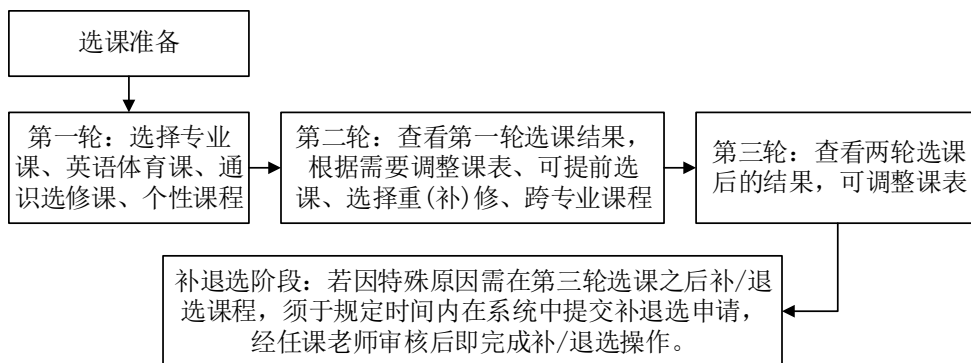 选课准备
第一轮：选择专业
课、英语体育课、通
识选修课、个性课程
第二轮：查看第一轮选课结果，
根据需要调整课表、可提前选
课、选择重(补)修、跨专业课程
第三轮：查看两轮选课
后的结果，可调整课表
补退选阶段：若因特殊原因需在第三轮选课之后补/退
选课程，须于规定时间内在系统中提交补退选申请，
经任课老师审核后即完成补/退选操作。